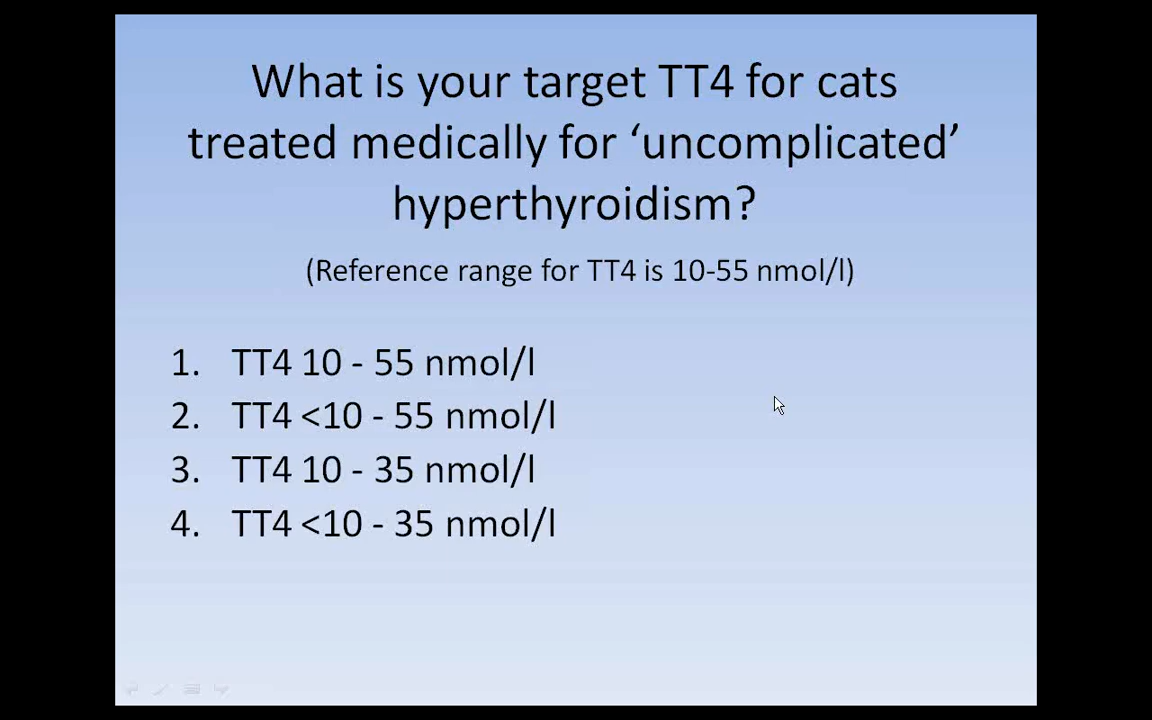 What is your target TT4 for cats
treated medically for ‘uncomplicated’
hyperthyroidism?
(Reference range for TT4 is 10-55 nmol/l)
1. TT4 10 - 55 nmol/l
2. TT4 <10 - 55 nmol/l
3. TT4 10 - 35 nmol/l
4. TT4 <10 - 35 nmol/l